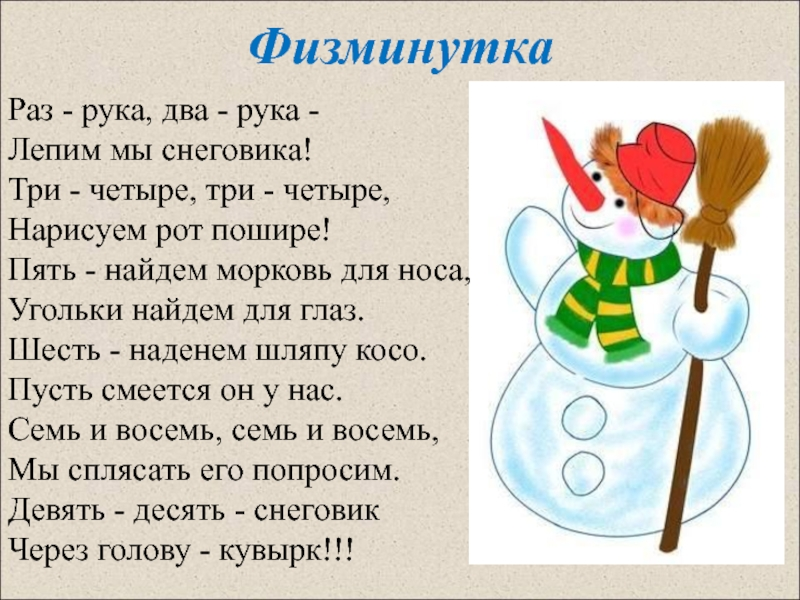 Физминутка
Раз - рука, два - рука -
Лепим мы снеговика!
Три - четыре, три - четыре,
Нарисуем рот пошире!
Пять - найдем морковь для носа,
Угольки найдем для глаз.
Шесть - наденем шляпу косо.
Пусть смеется он у нас.
Семь и восемь, семь и восемь,
Мы сплясать его попросим.
Девять - десять - снеговик
Через голову - кувырк!!!